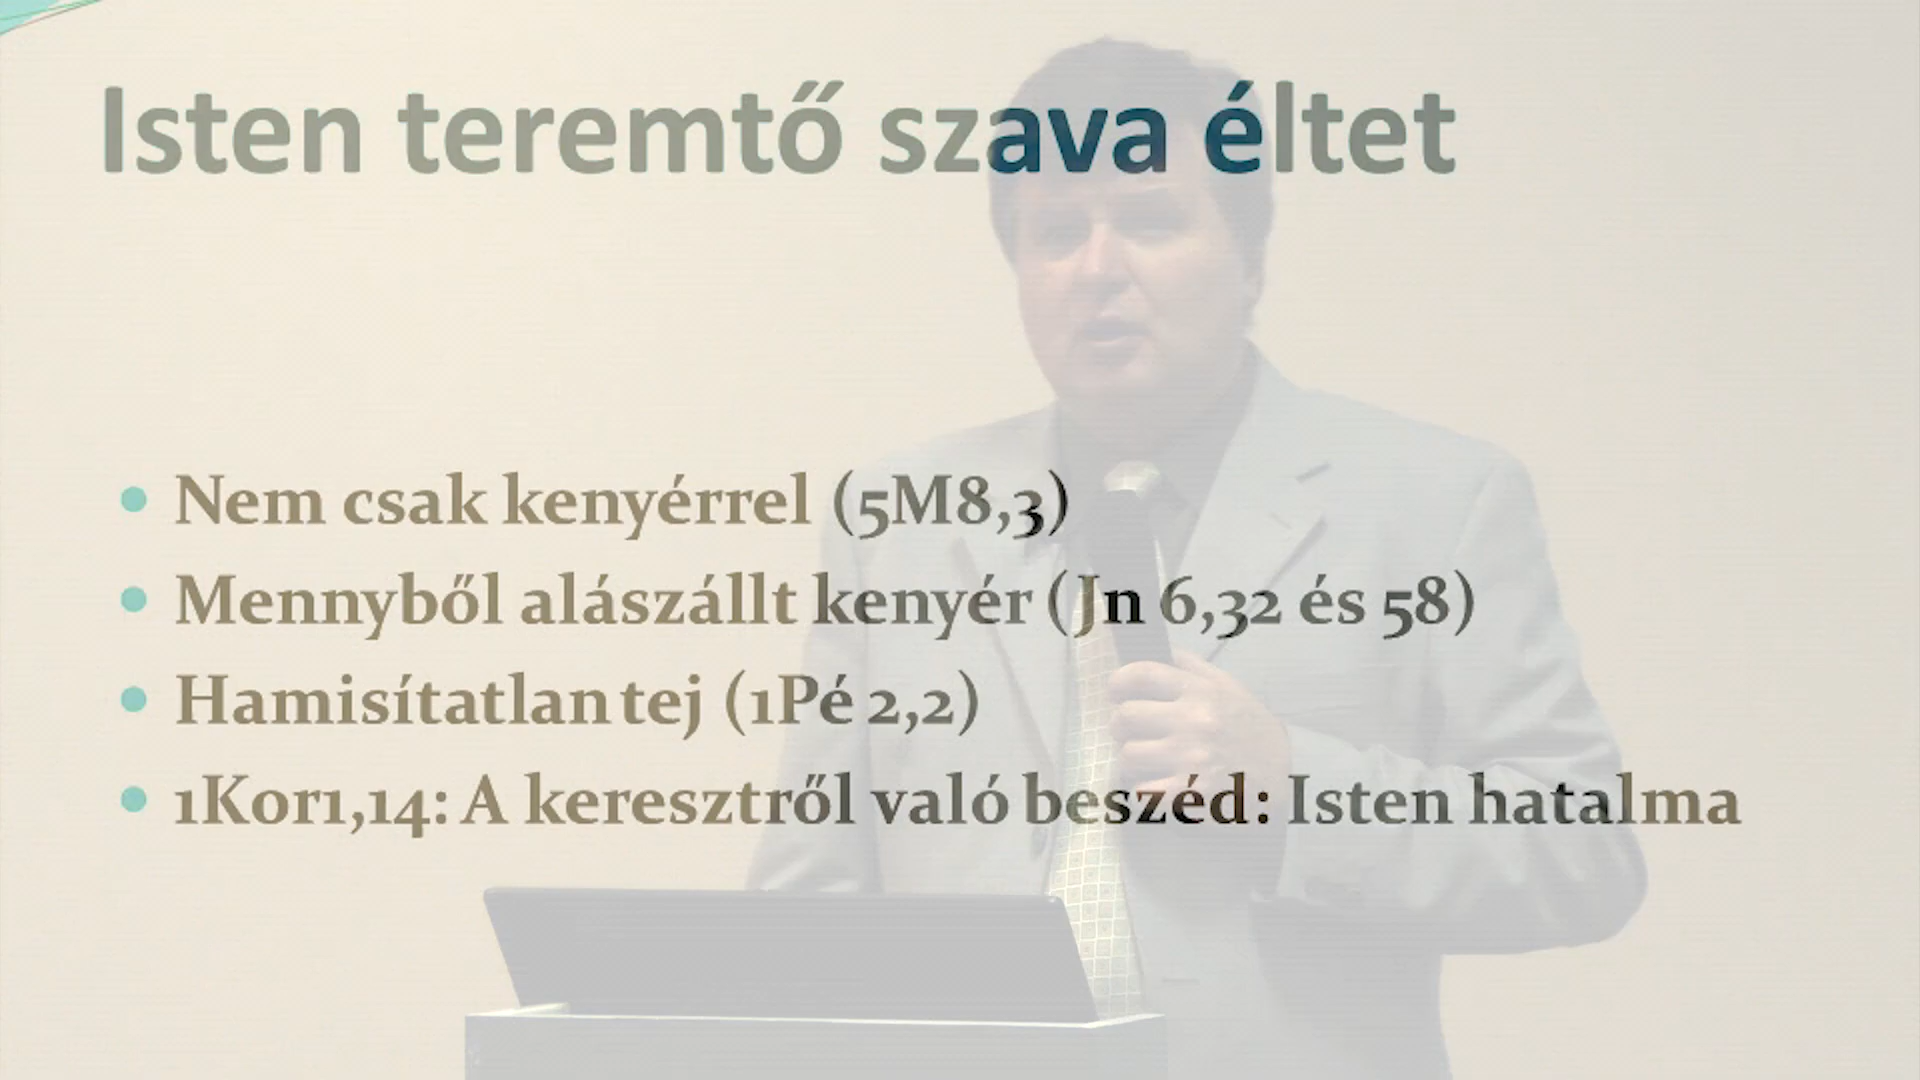 Isten teremtő szava éltet
Nem csak kenyérrel (5M8,3)
Mennyből alászállt kenyér (Jn 6,32 és 58)
Hamisítatlan tej (1Pé 2,2)
1Kor1,14: A keresztről való beszéd: Isten hatalma